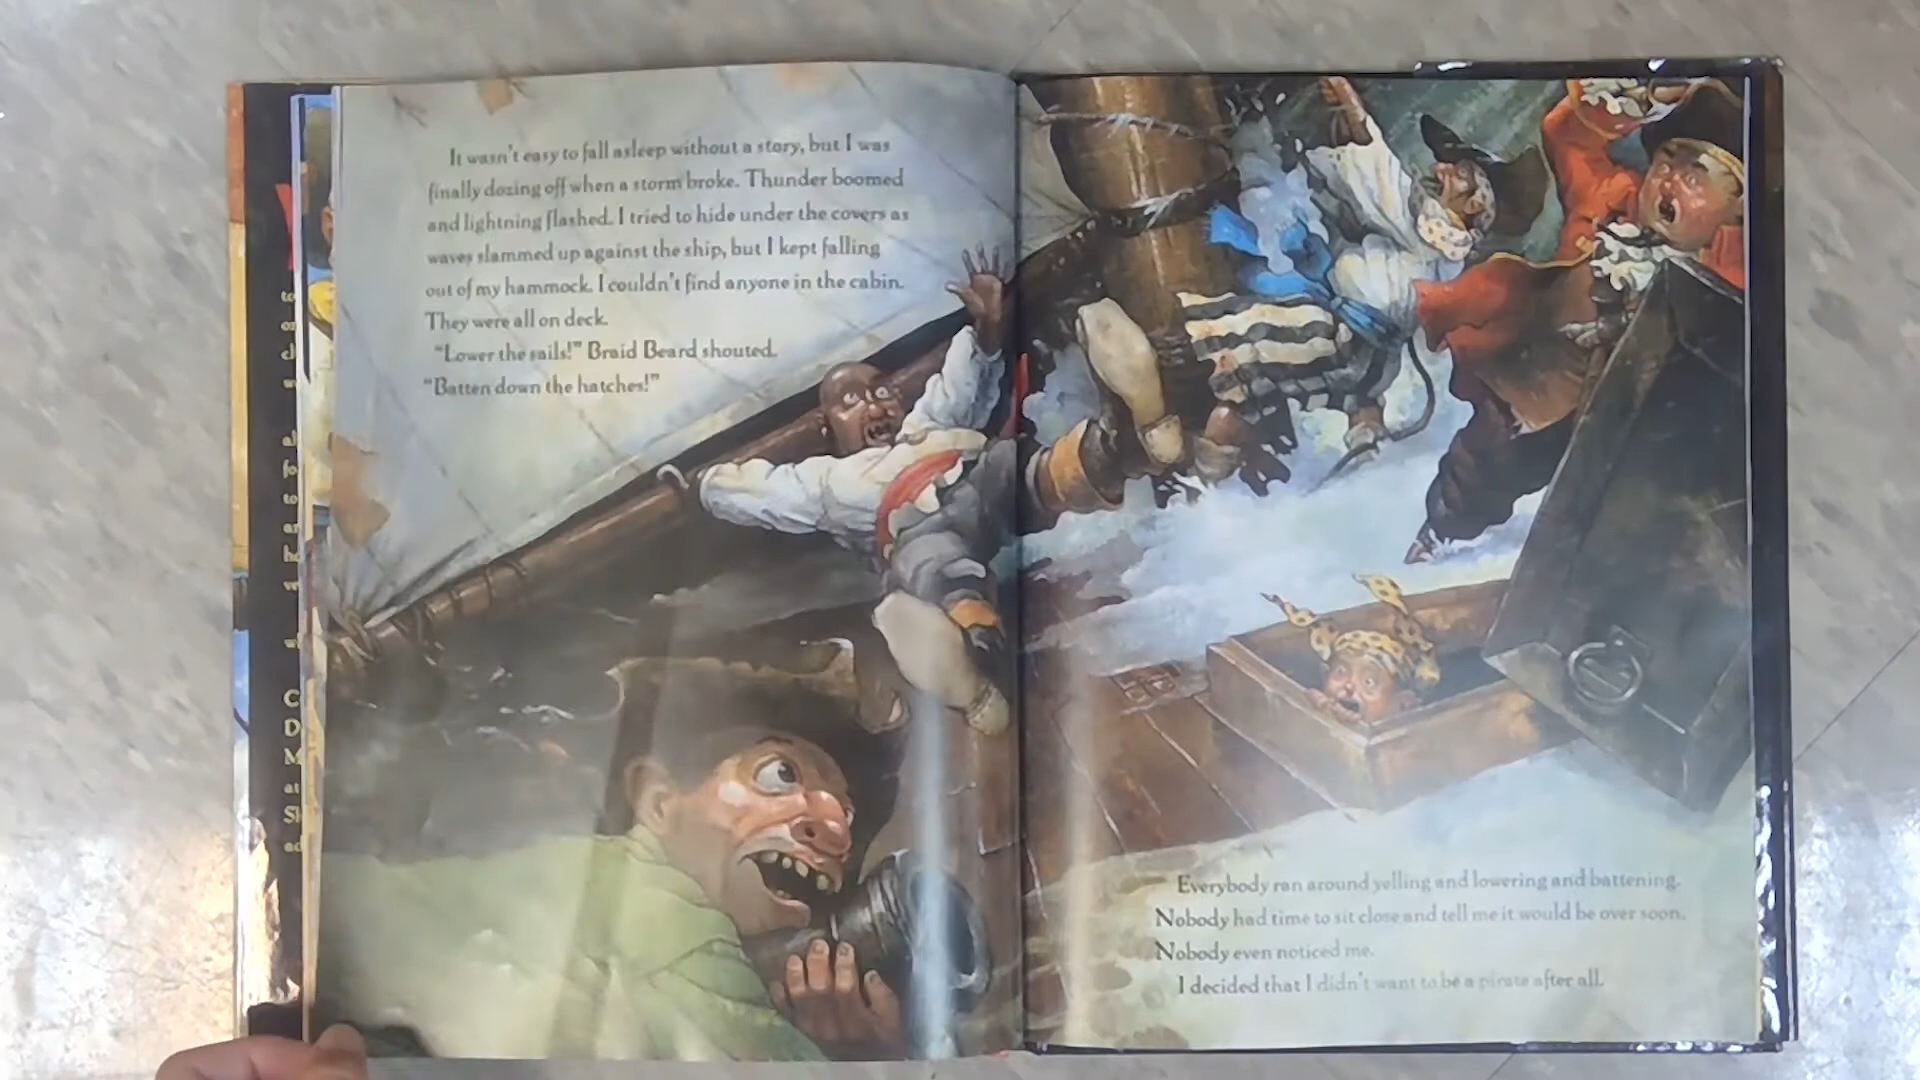 It wasn't easy to fall asleep without a story, but I was
finally dozing off when a storm broke. Thunder boomed
and lightning flashed. I tried to hide under the covers as
waves slammed up against the ship, but I kept falling
out of my hammock. I couldn't find anyone in the cabin.
They were all on deck.
"Lower the sails!" Braid Beard shouted.
"Batten down the hatches!"
Everybody ran around yelling and lowering and battening.
Nobody had time to sit close and tell me it would be over soon.
Nobody even noticed me.
I decided that I didn't want to be a pirate after all.